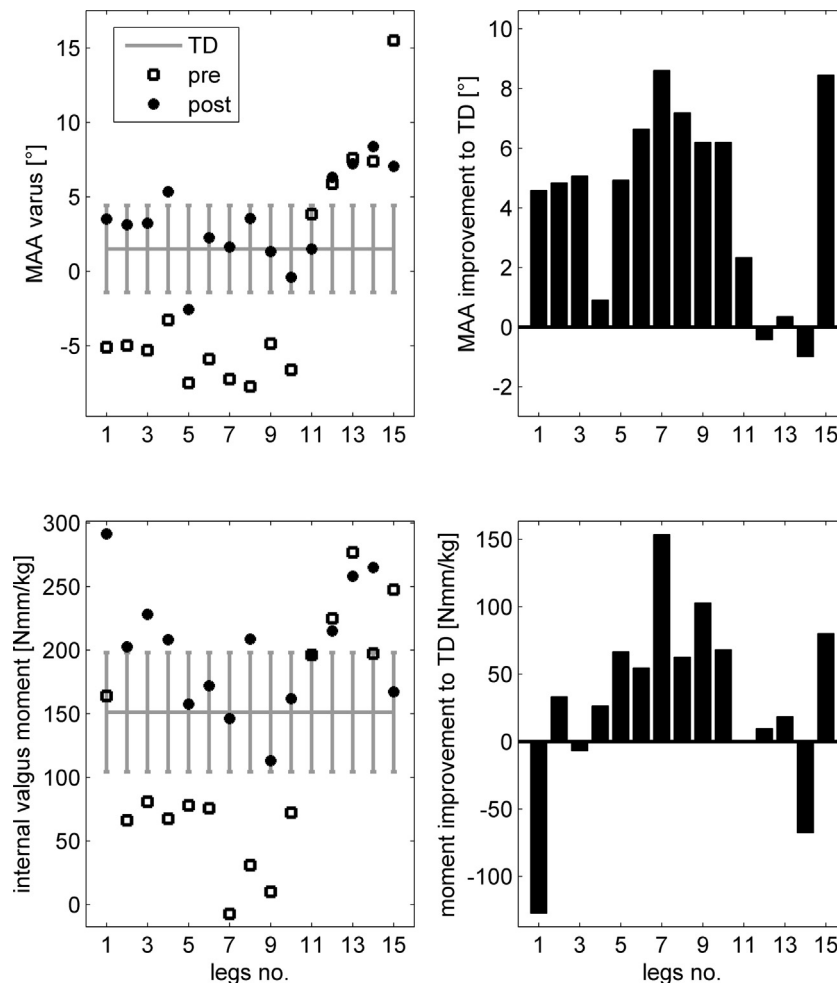 MAA varus [°]
15
10
5
0
-5
TD
pre
post
1 3 5 7 9 11 13 15
MAA improvement to TD [°]
10
8
6
4
2
0
-2
1 3 5 7 9 11 13 15
internal valgus moment [Nmm/kg]
300
250
200
150
100
50
0
1 3 5 7 9 11 13 15
legs no.
moment improvement to TD [Nmm/kg]
150
100
50
0
-50
-100
1 3 5 7 9 11 13 15
legs no.